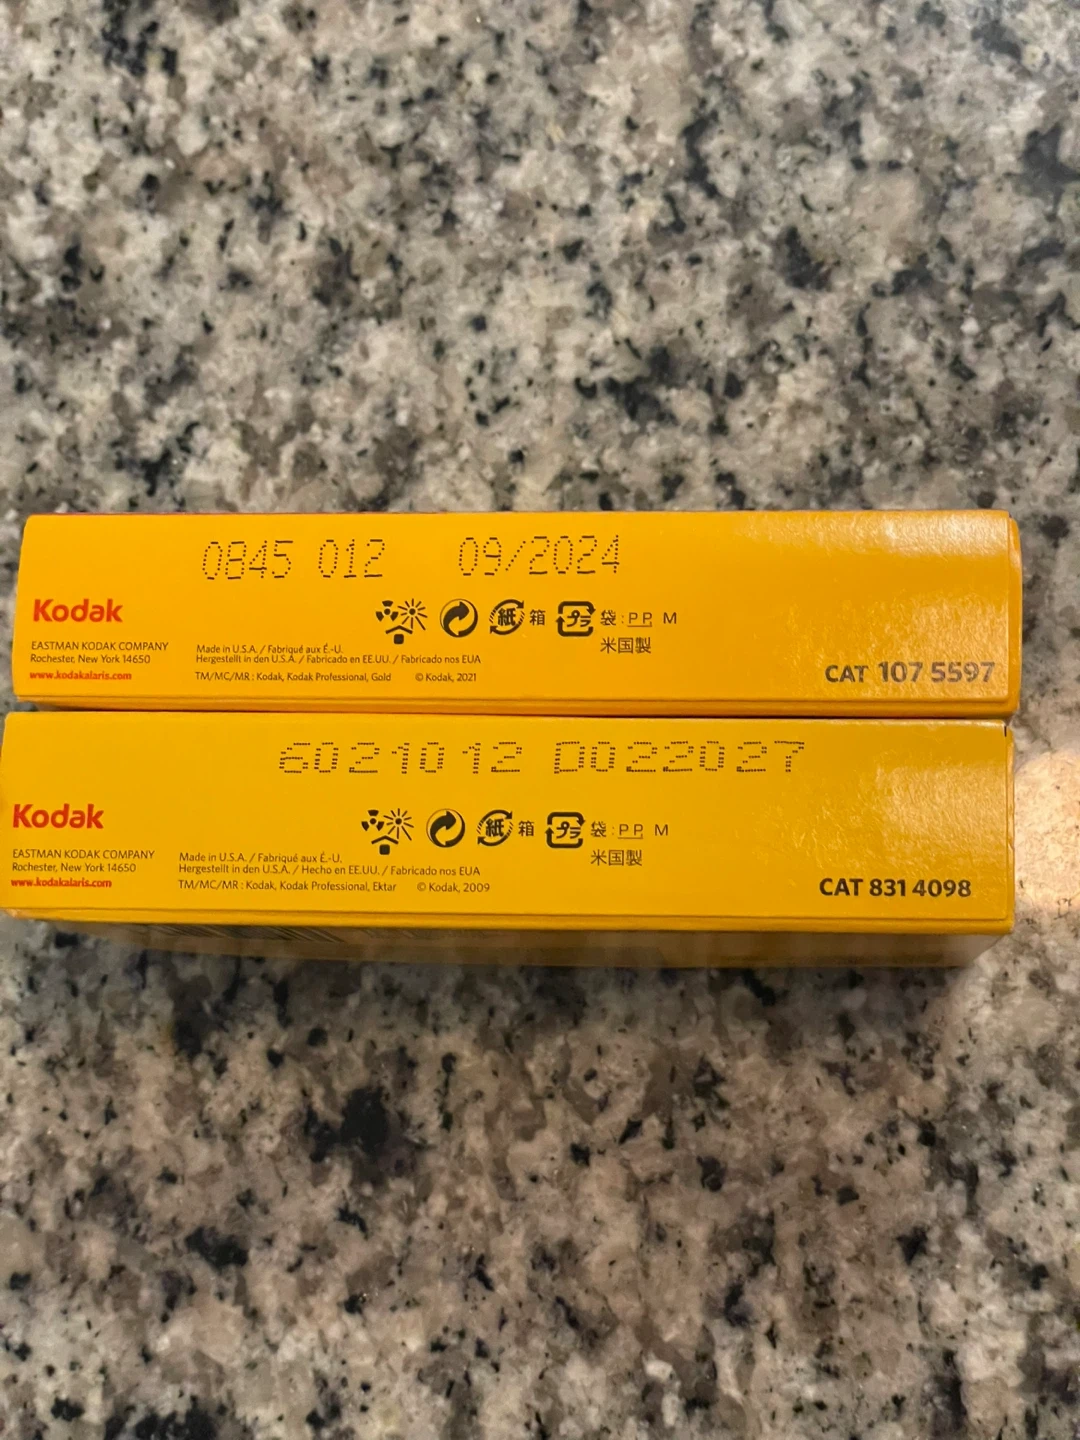 0845 012 09/2024
Kodak
紙 箱 プラ 袋 : PP M
米国製
EASTMAN KODAK COMPANY
Rochester, New York 14650
www.kodakalaris.com
Made in U.S.A. / Fabriqué aux É.-U.
Hergestellt in den U.S.A. / Fabricado en EE.UU. / Fabricado nos EUA
TM/MC/MR : Kodak, Kodak Professional, Gold © Kodak, 2021
CAT 107 5597
6021012 D022027
Kodak
紙 箱 プラ 袋 : PP M
米国製
EASTMAN KODAK COMPANY
Rochester, New York 14650
www.kodakalaris.com
Made in U.S.A. / Fabriqué aux É.-U.
Hergestellt in den U.S.A. / Hecho en EE.UU. / Fabricado nos EUA
TM/MC/MR : Kodak, Kodak Professional, Ektar © Kodak, 2009
CAT 831 4098